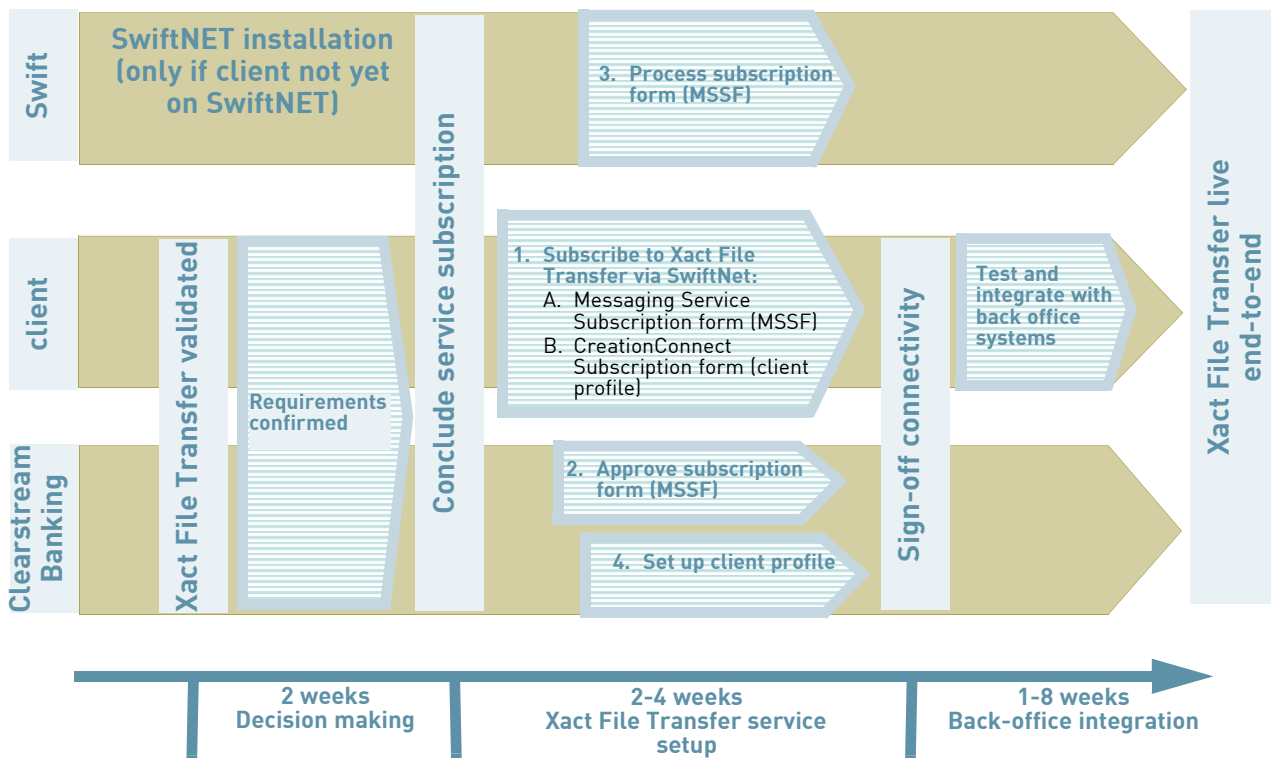 Swift
SwiftNET installation
(only if client not yet
on SwiftNET)
3. Process subscription
form (MSSF)
client
Xact File Transfer validated
Requirements
confirmed
Conclude service subscription
1. Subscribe to Xact File
Transfer via SwiftNet:
A. Messaging Service
Subscription form (MSSF)
B. CreationConnect
Subscription form (client
profile)
Sign-off connectivity
Test and
integrate with
back office
systems
Xact File Transfer live
end-to-end
Clearstream
Banking
2. Approve subscription
form (MSSF)
4. Set up client profile
2 weeks
Decision making
2-4 weeks
Xact File Transfer service
setup
1-8 weeks
Back-office integration